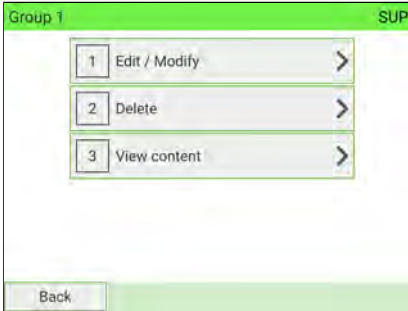 Group 1 SUP
1 Edit / Modify
2 Delete
3 View content
Back